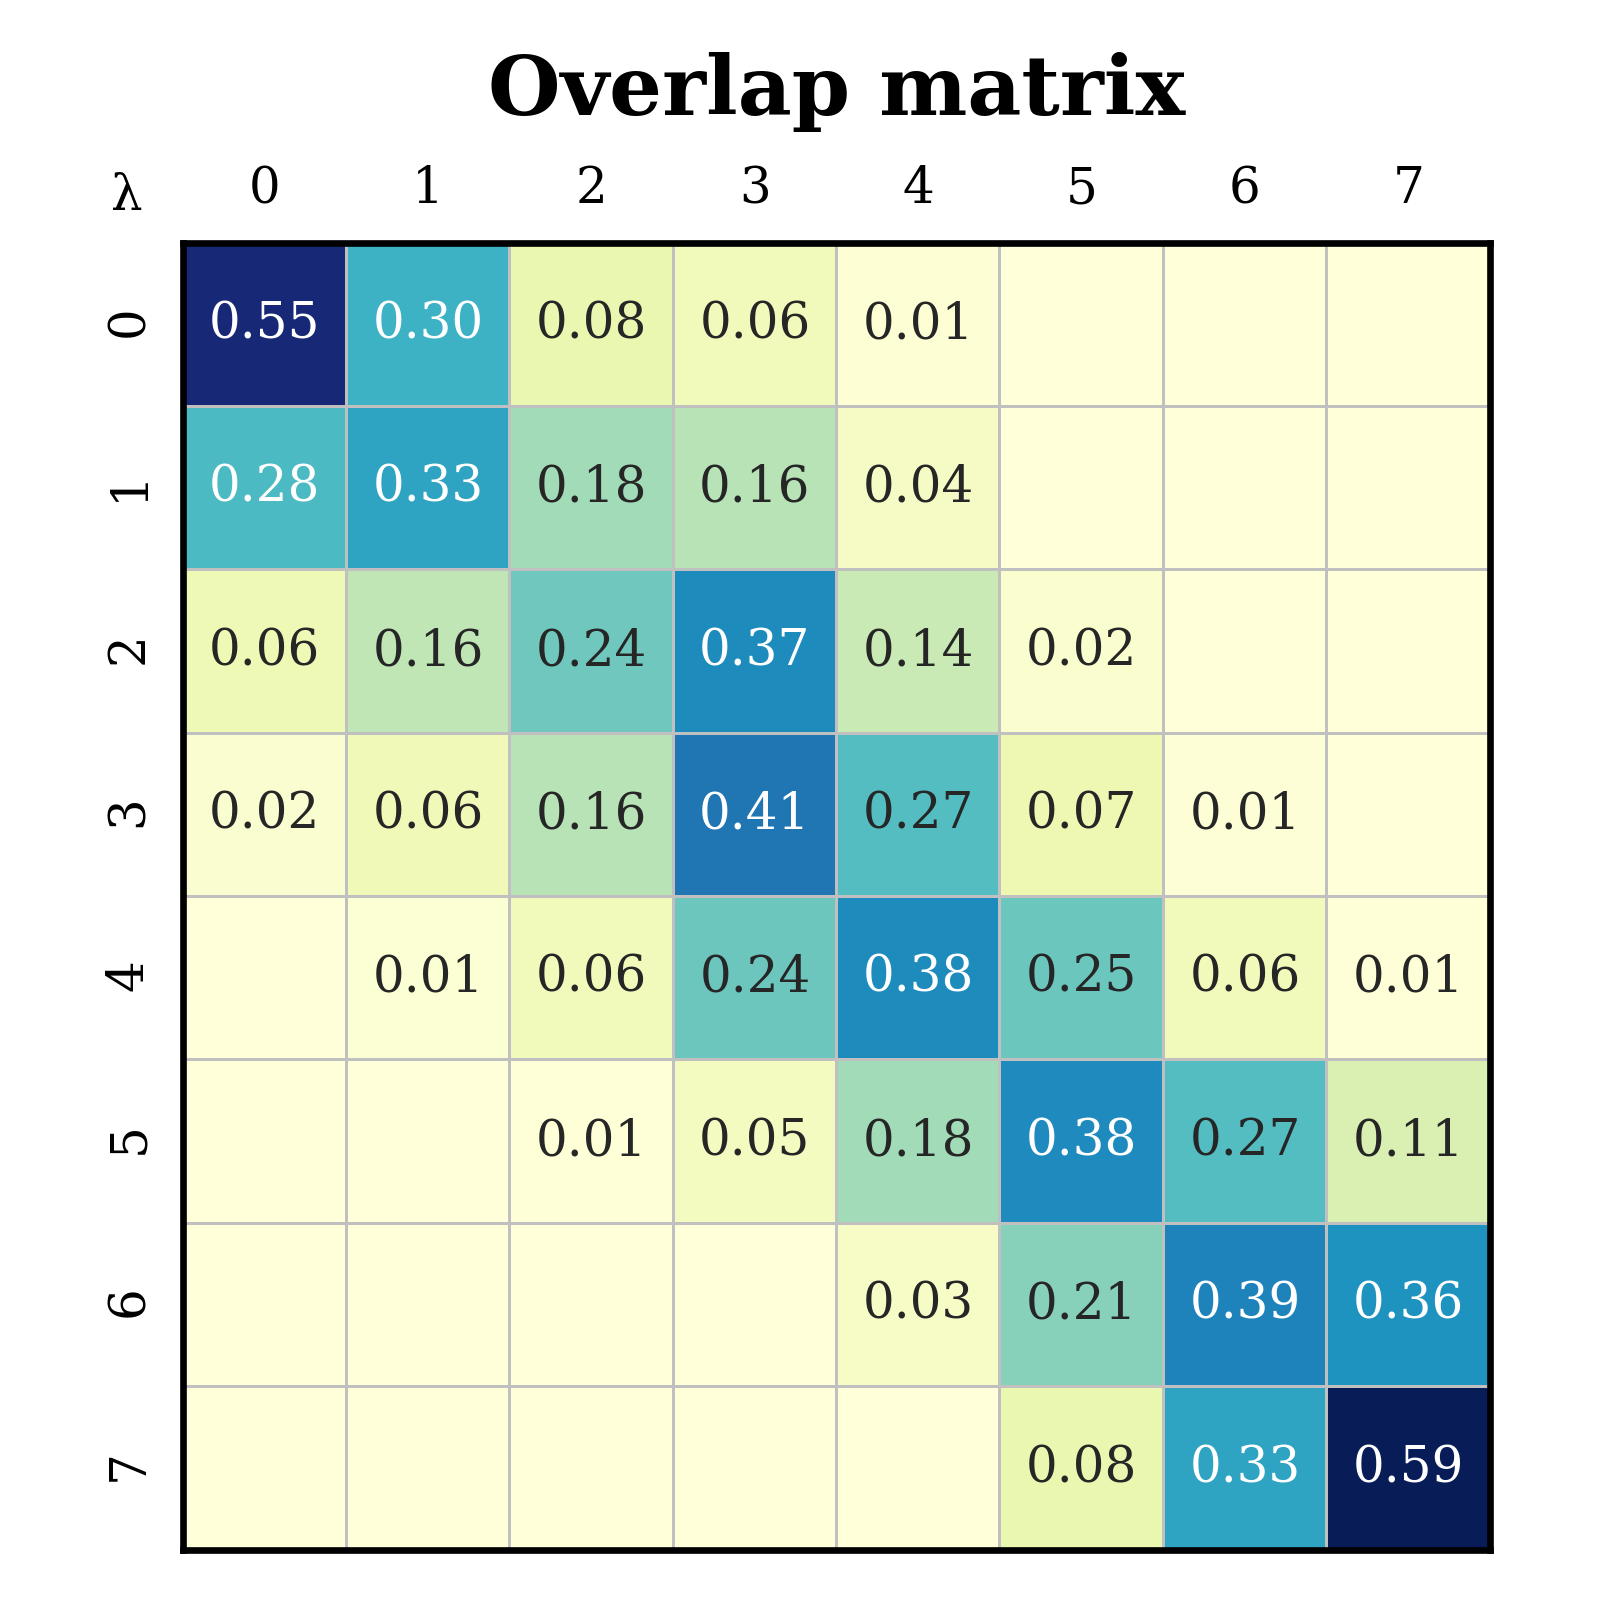 Overlap matrix
λ 0 1 2 3 4 5 6 7
0 0.55 0.30 0.08 0.06 0.01
1 0.28 0.33 0.18 0.16 0.04
2 0.06 0.16 0.24 0.37 0.14 0.02
3 0.02 0.06 0.16 0.41 0.27 0.07 0.01
4 0.01 0.06 0.24 0.38 0.25 0.06 0.01
5 0.01 0.05 0.18 0.38 0.27 0.11
6 0.03 0.21 0.39 0.36
7 0.08 0.33 0.59